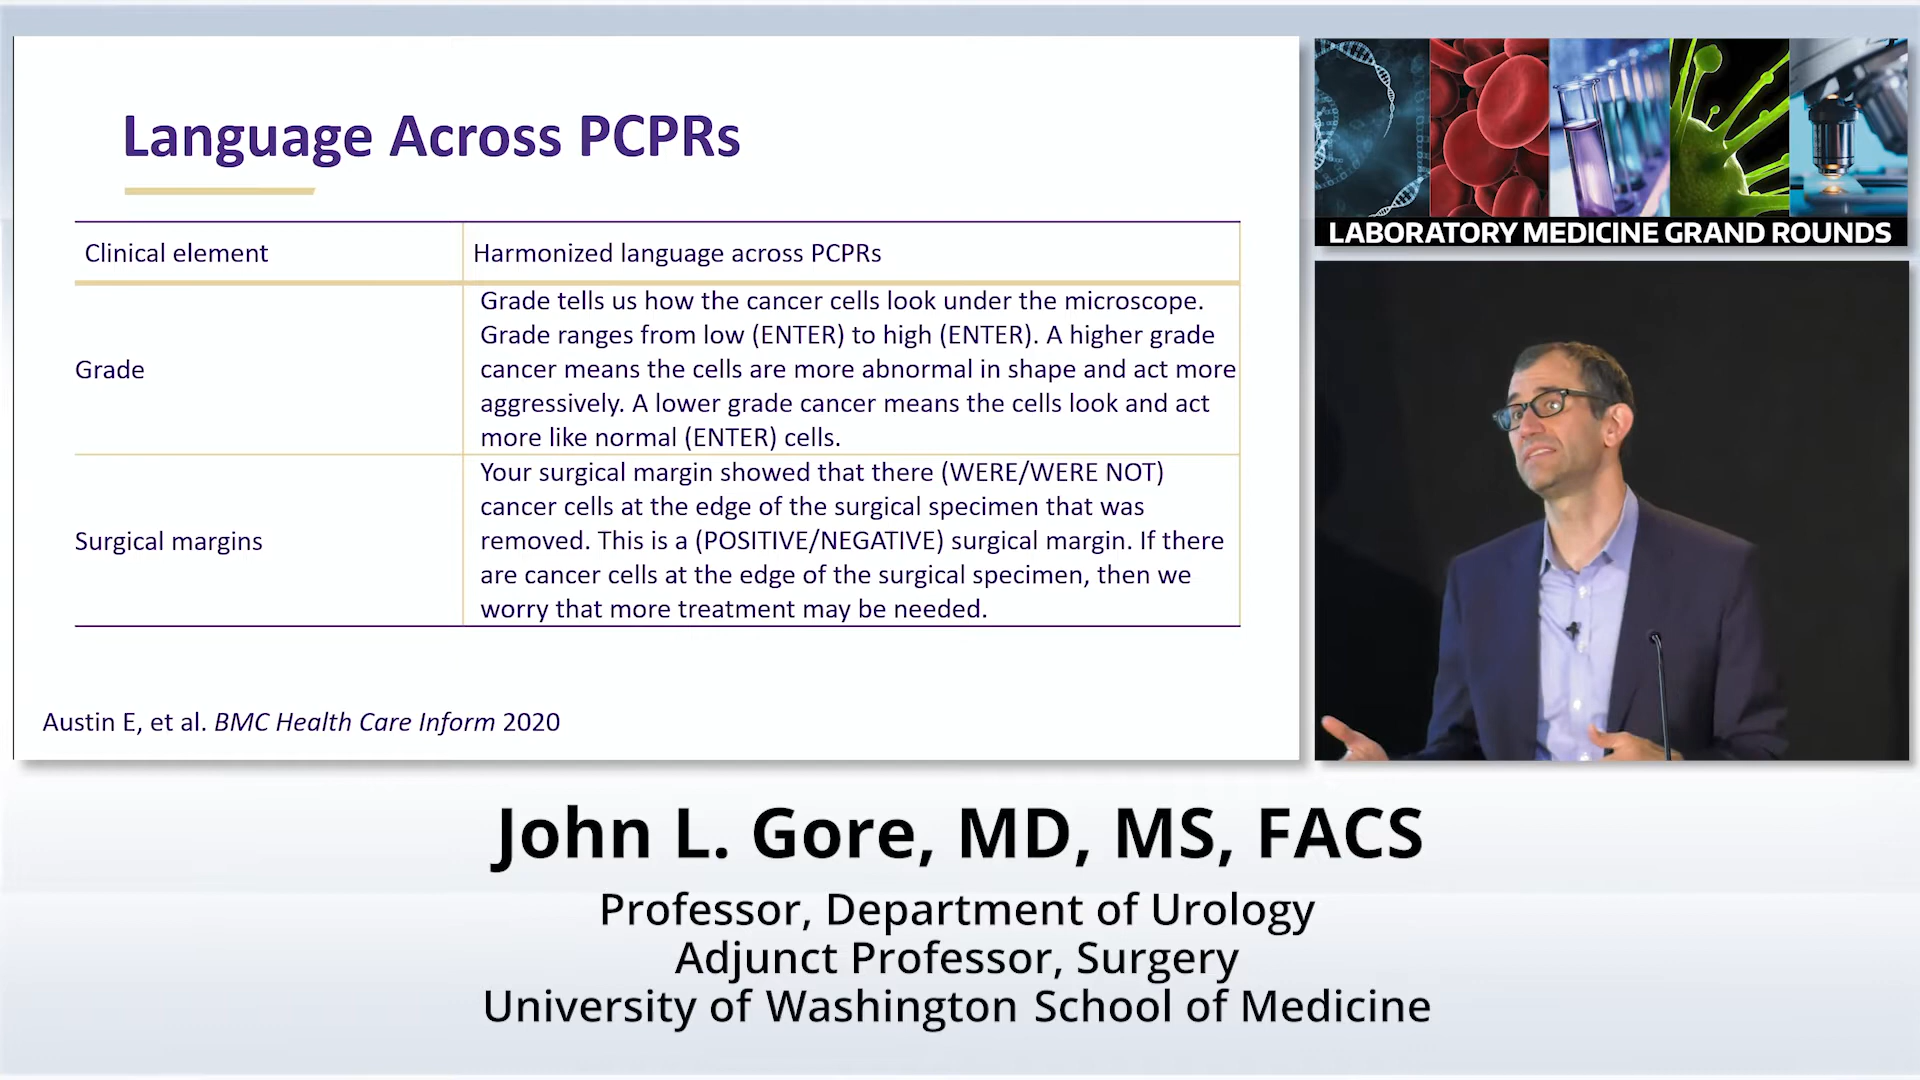 Language Across PCPRs
Clinical element
Harmonized language across PCPRs
Grade
Grade tells us how the cancer cells look under the microscope.
Grade ranges from low (ENTER) to high (ENTER). A higher grade
cancer means the cells are more abnormal in shape and act more
aggressively. A lower grade cancer means the cells look and act
more like normal (ENTER) cells.
Surgical margins
Your surgical margin showed that there (WERE/WERE NOT)
cancer cells at the edge of the surgical specimen that was
removed. This is a (POSITIVE/NEGATIVE) surgical margin. If there
are cancer cells at the edge of the surgical specimen, then we
worry that more treatment may be needed.
Austin E, et al. BMC Health Care Inform 2020
LABORATORY MEDICINE GRAND ROUNDS
John L. Gore, MD, MS, FACS
Professor, Department of Urology
Adjunct Professor, Surgery
University of Washington School of Medicine